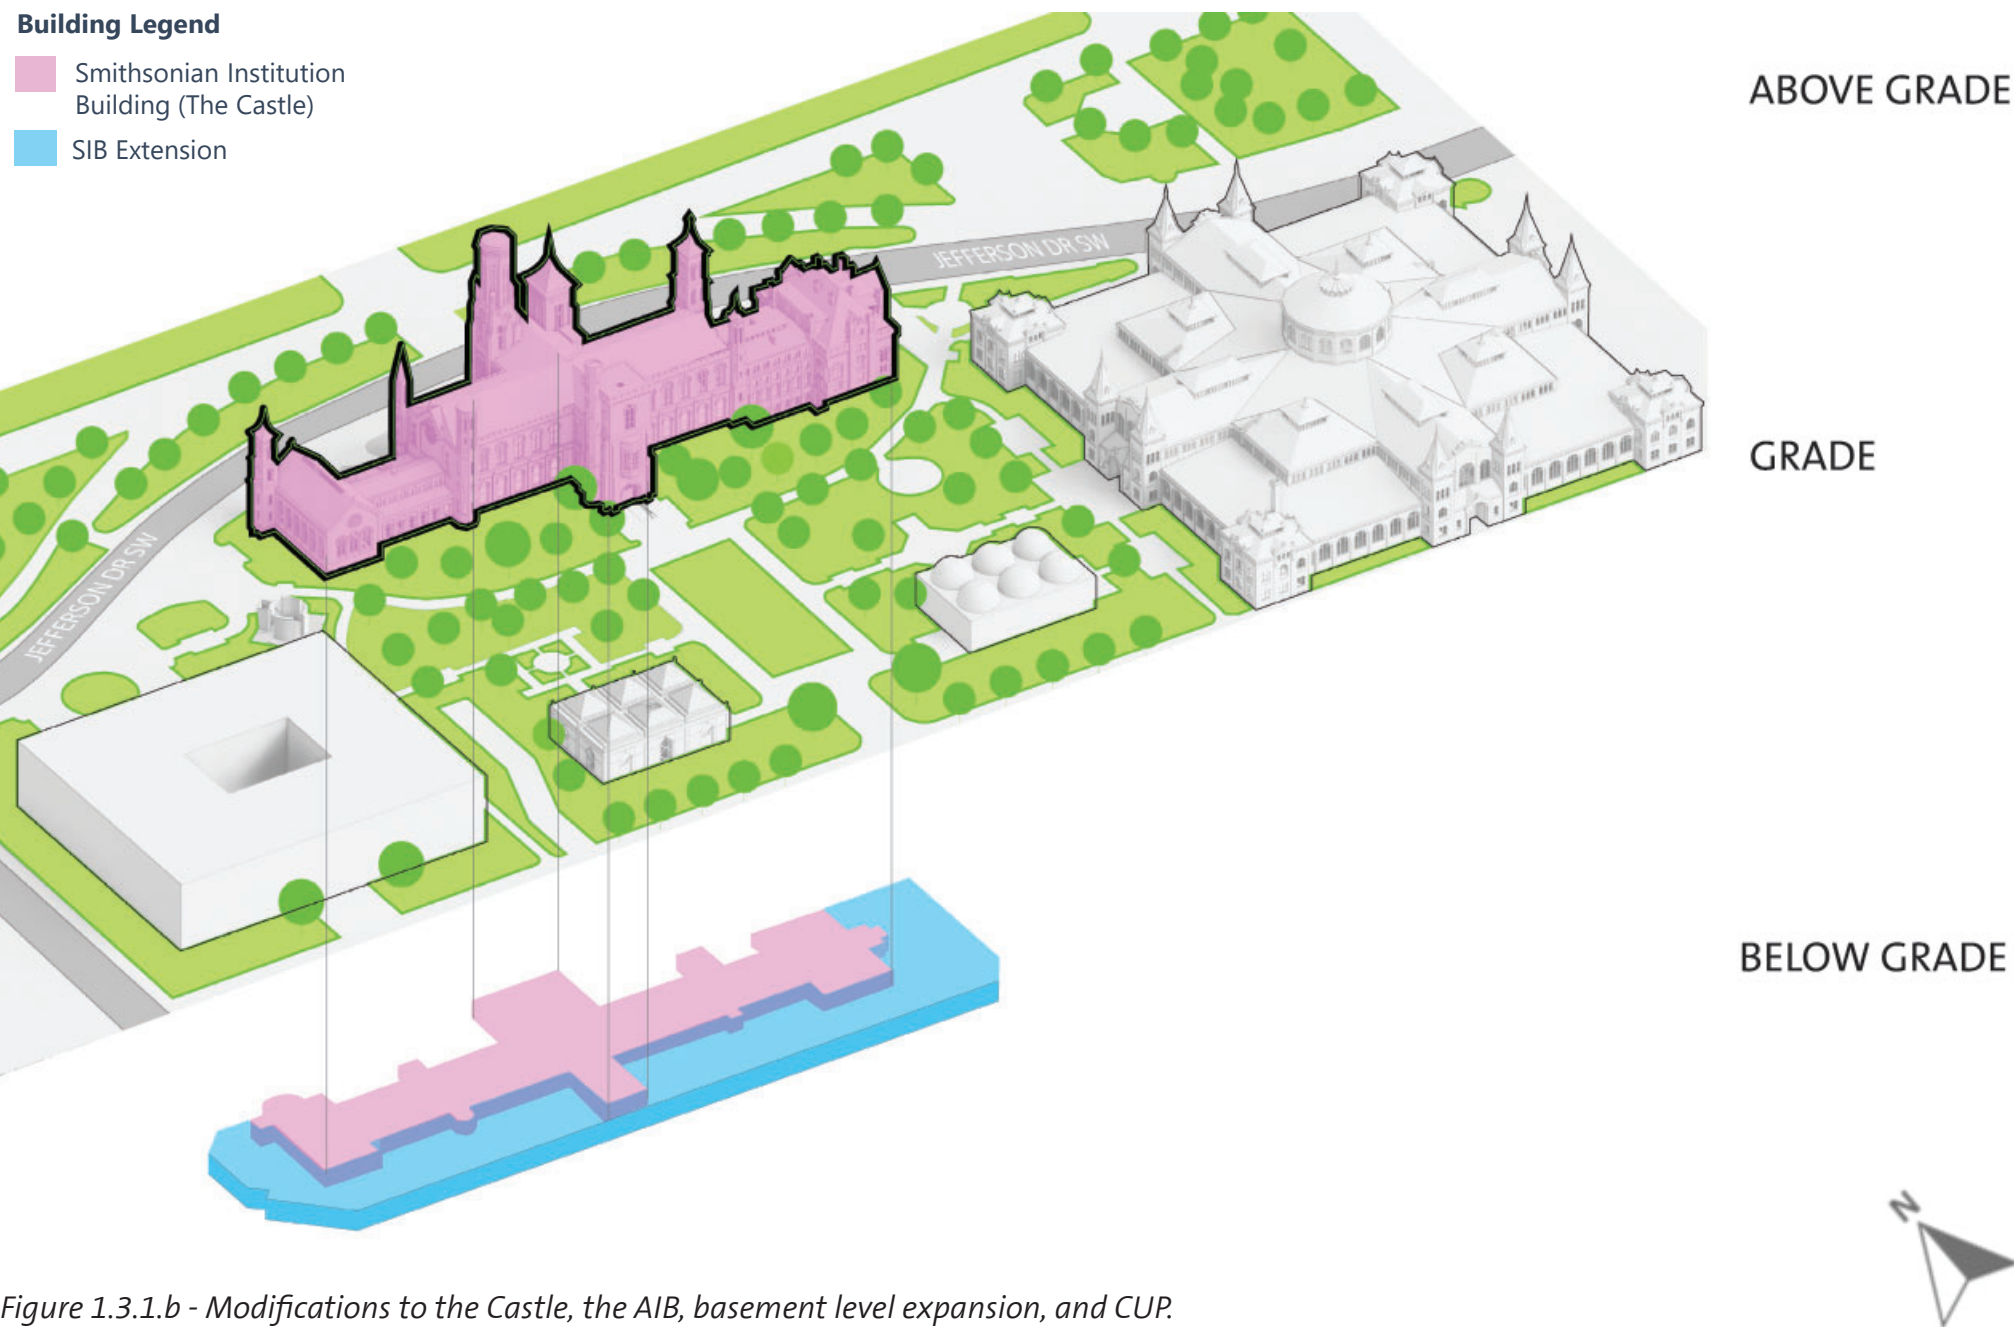 Building Legend
Smithsonian Institution
Building (The Castle)
SIB Extension
ABOVE GRADE
JEFFERSON DR SW
GRADE
JEFFERSON DR SW
BELOW GRADE
N
Figure 1.3.1.b - Modifications to the Castle, the AIB, basement level expansion, and CUP.